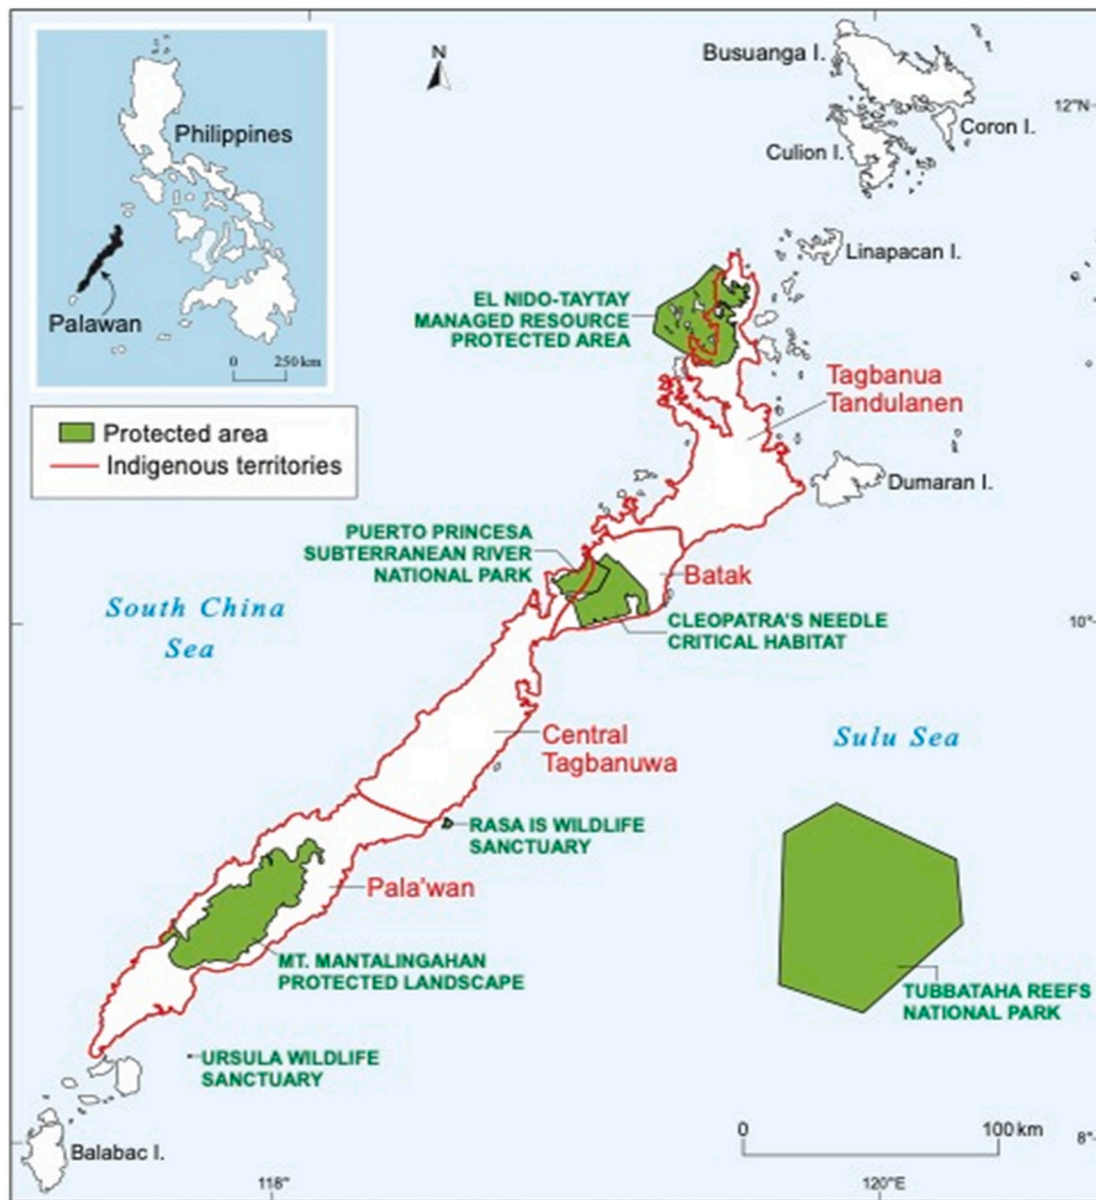 N
Busuanga I.
12°N
Coron I.
Culion I.
Philippines
Linapacan I.
Palawan
0 250 km
EL NIDO-TAYTAY
MANAGED RESOURCE
PROTECTED AREA
Tagbanua
Tandulanen
Protected area
Indigenous territories
Dumaran I.
PUERTO PRINCESA
SUBTERRANEAN RIVER
NATIONAL PARK
Batak
South China
Sea
CLEOPATRA'S NEEDLE
CRITICAL HABITAT
10°
Central
Tagbanuwa
Sulu Sea
RASA IS WILDLIFE
SANCTUARY
Pala'wan
MT. MANTALINGAHAN
PROTECTED LANDSCAPE
TUBBATAHA REEFS
NATIONAL PARK
URSULA WILDLIFE
SANCTUARY
0 100 km
8°
Balabac I.
118°
120°E